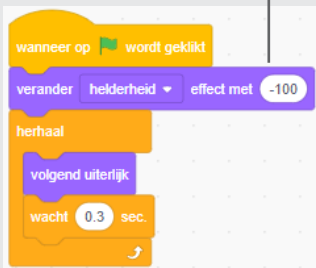 wanneer op wordt geklikt
verander helderheid effect met -100
herhaal
volgend uiterlijk
wacht 0.3 sec.